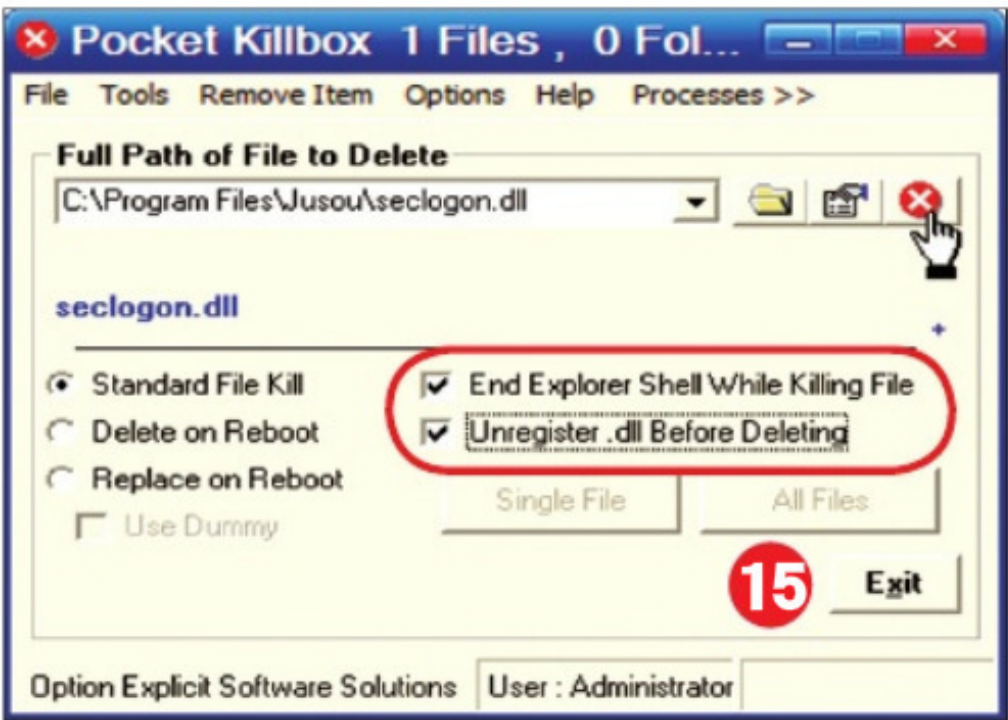 Pocket Killbox 1 Files , 0 Fol...
File Tools Remove Item Options Help Processes >>
Full Path of File to Delete
C:\Program Files\Jusou\seclogon.dll
seclogon.dll
+
Standard File Kill
End Explorer Shell While Killing File
Delete on Reboot
Unregister .dll Before Deleting
Replace on Reboot
Single File
All Files
Use Dummy
15
Exit
Option Explicit Software Solutions
User : Administrator